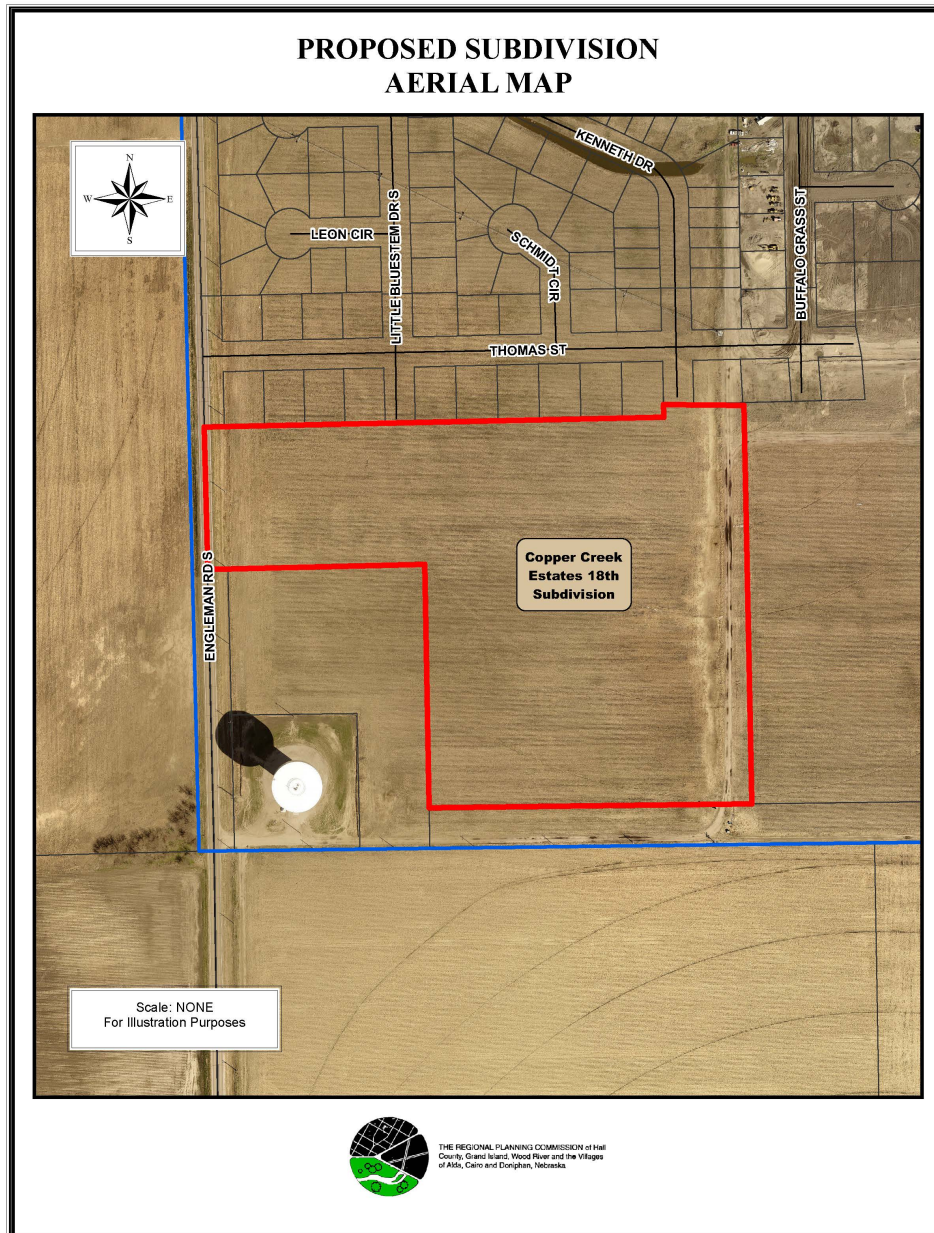 PROPOSED SUBDIVISION
AERIAL MAP
N
W E
S
KENNETH DR
LEON CIR
LITTLE BLUESTEM DR S
SCHMIDT CIR
BUFFALO GRASS ST
THOMAS ST
ENGLEMAN RD S
Copper Creek
Estates 18th
Subdivision
Scale: NONE
For Illustration Purposes
THE REGIONAL PLANNING COMMISSION of Hall
County, Grand Island, Wood River and the Villages
of Alda, Cairo and Doniphan, Nebraska